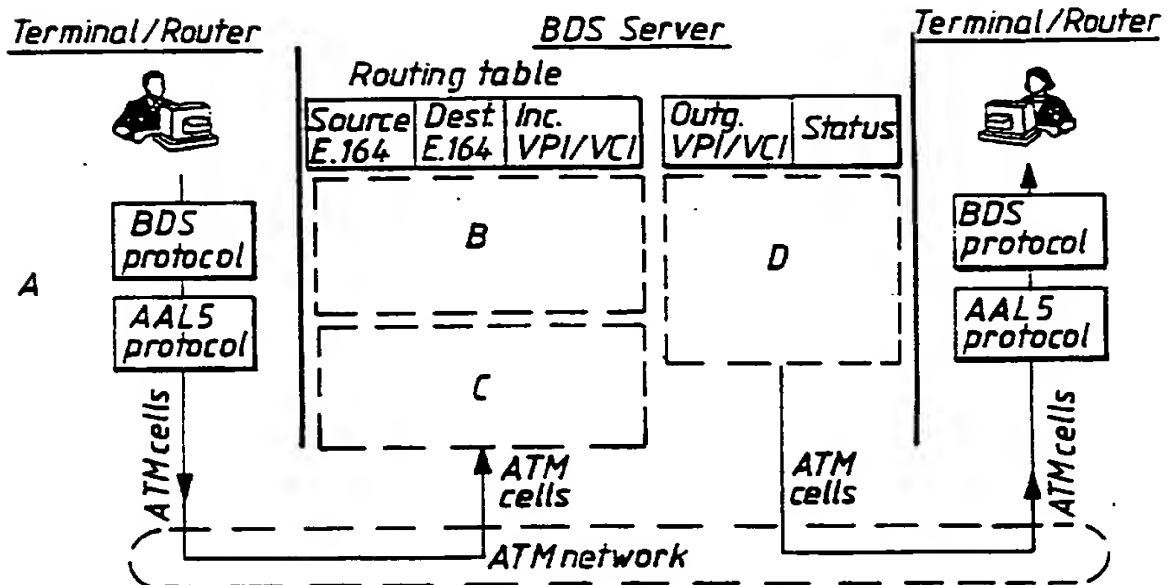 Terminal/Router
BDS Server
Terminal/Router
Routing table
Source
E.164
Dest.
E.164
Inc.
VPI/VCI
Outg.
VPI/VCI
Status
BDS
protocol
AAL5
protocol
A
B
C
D
BDS
protocol
AAL5
protocol
ATM cells
ATM
cells
ATM
cells
ATM cells
ATM network